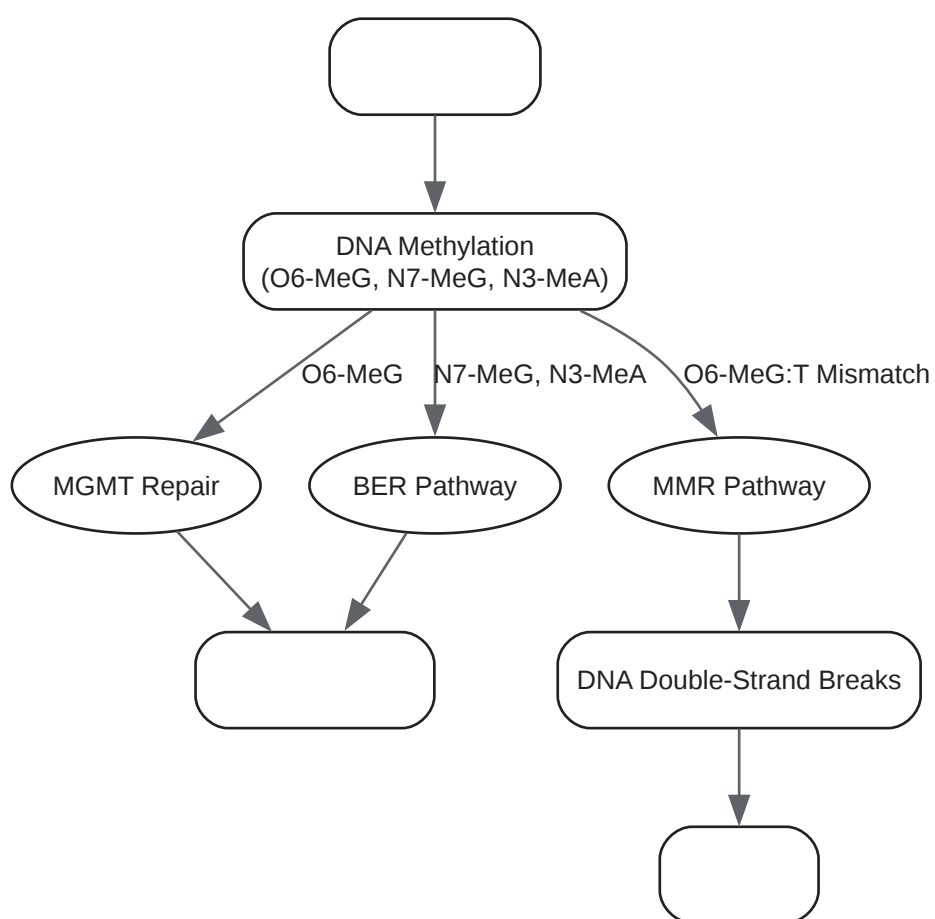 DNA Methylation
(O6-MeG, N7-MeG, N3-MeA)
O6-MeG
N7-MeG, N3-MeA
O6-MeG:T Mismatch
MGMT Repair
BER Pathway
MMR Pathway
DNA Double-Strand Breaks